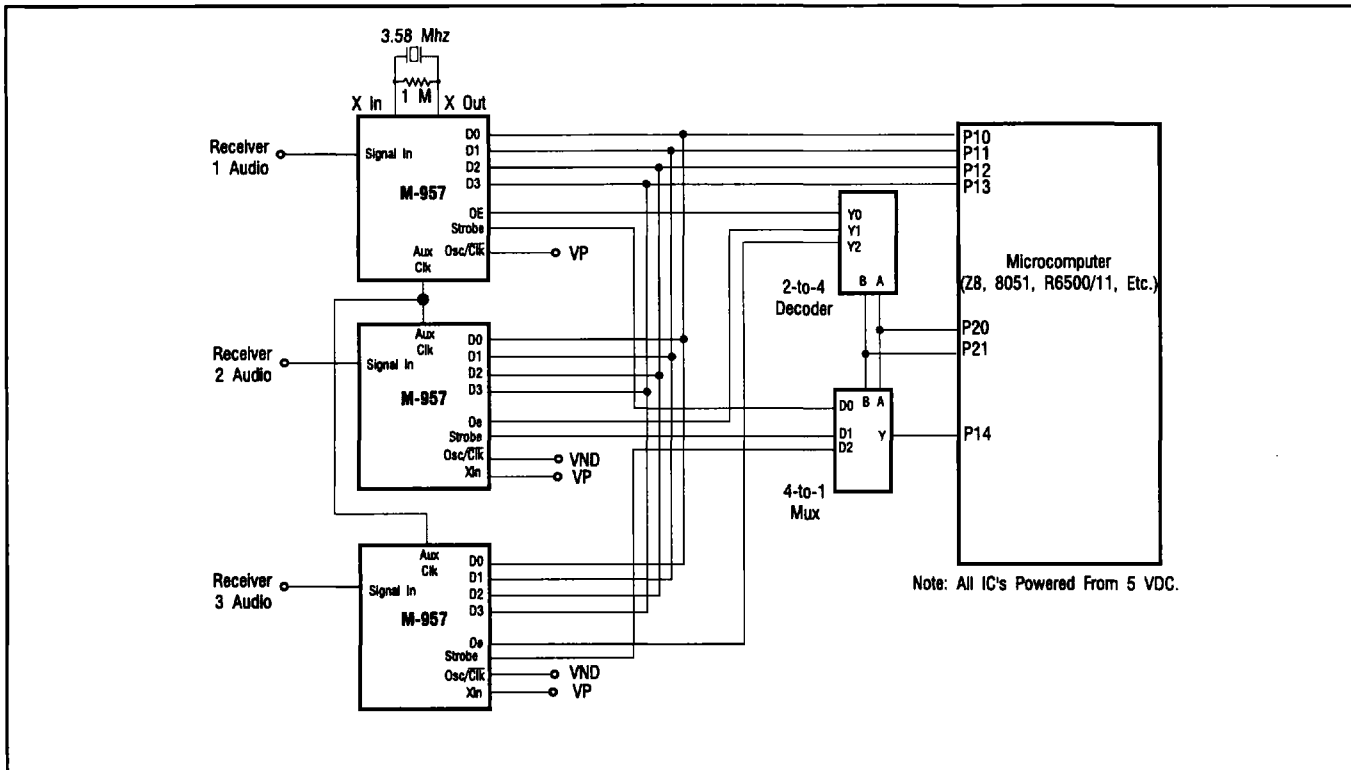 3.58 Mhz
1 M
X In
X Out
Receiver
1 Audio
Signal In
M-957
D0
D1
D2
D3
OE
Strobe
Osc/Clk
VP
Aux
Clk
Receiver
2 Audio
Aux
Clk
Signal In
M-957
D0
D1
D2
D3
Oe
Strobe
Osc/Clk
VND
Xin
VP
Receiver
3 Audio
Aux
Clk
Signal In
M-957
D0
D1
D2
D3
Oe
Strobe
Osc/Clk
VND
Xin
VP
Y0
Y1
Y2
B A
2-to-4
Decoder
D0 B A
D1 Y
D2
4-to-1
Mux
P10
P11
P12
P13
Microcomputer
(Z8, 8051, R6500/11, Etc.)
P20
P21
P14
Note: All IC's Powered From 5 VDC.